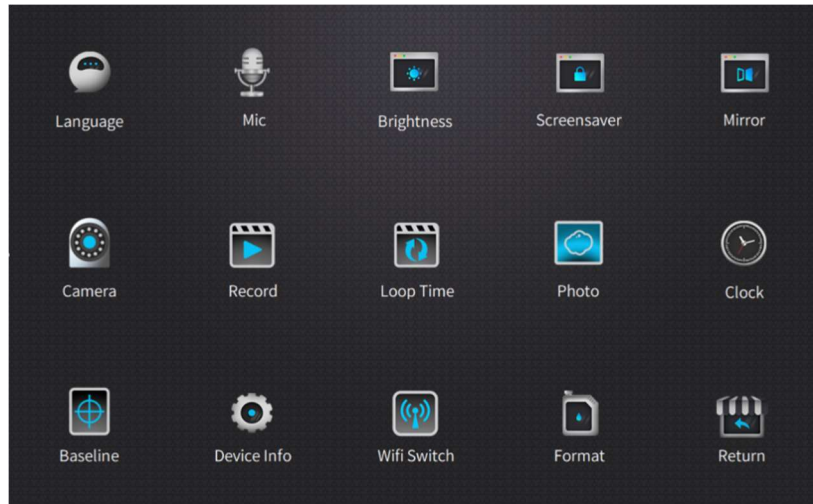 Language
Mic
Brightness
Screensaver
Mirror
Camera
Record
Loop Time
Photo
Clock
Baseline
Device Info
Wifi Switch
Format
Return